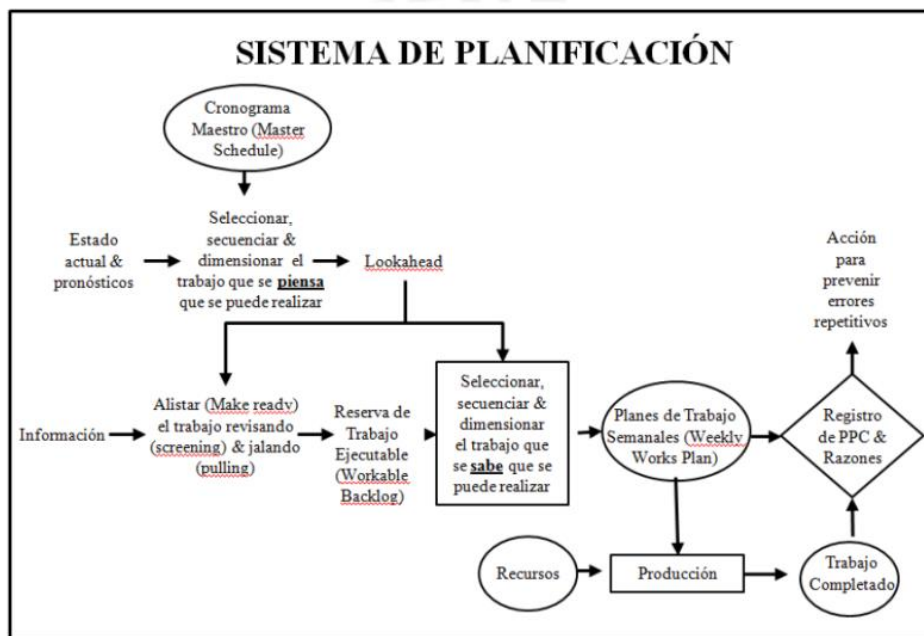 SISTEMA DE PLANIFICACIÓN
Cronograma
Maestro (Master
Schedule)
Estado
actual &
pronósticos
Seleccionar,
secuenciar &
dimensionar el
trabajo que se piensa
que se puede realizar
Lookahead
Acción
para
prevenir
errores
repetitivos
Información
Alistar (Make ready)
el trabajo revisando
(screening) & jalando
(pulling)
Reserva de
Trabajo
Ejecutable
(Workable
Backlog)
Seleccionar,
secuenciar &
dimensionar
el trabajo que
se sabe que se
puede realizar
Planes de Trabajo
Semanales (Weekly
Works Plan)
Registro
de PPC &
Razones
Recursos
Producción
Trabajo
Completado